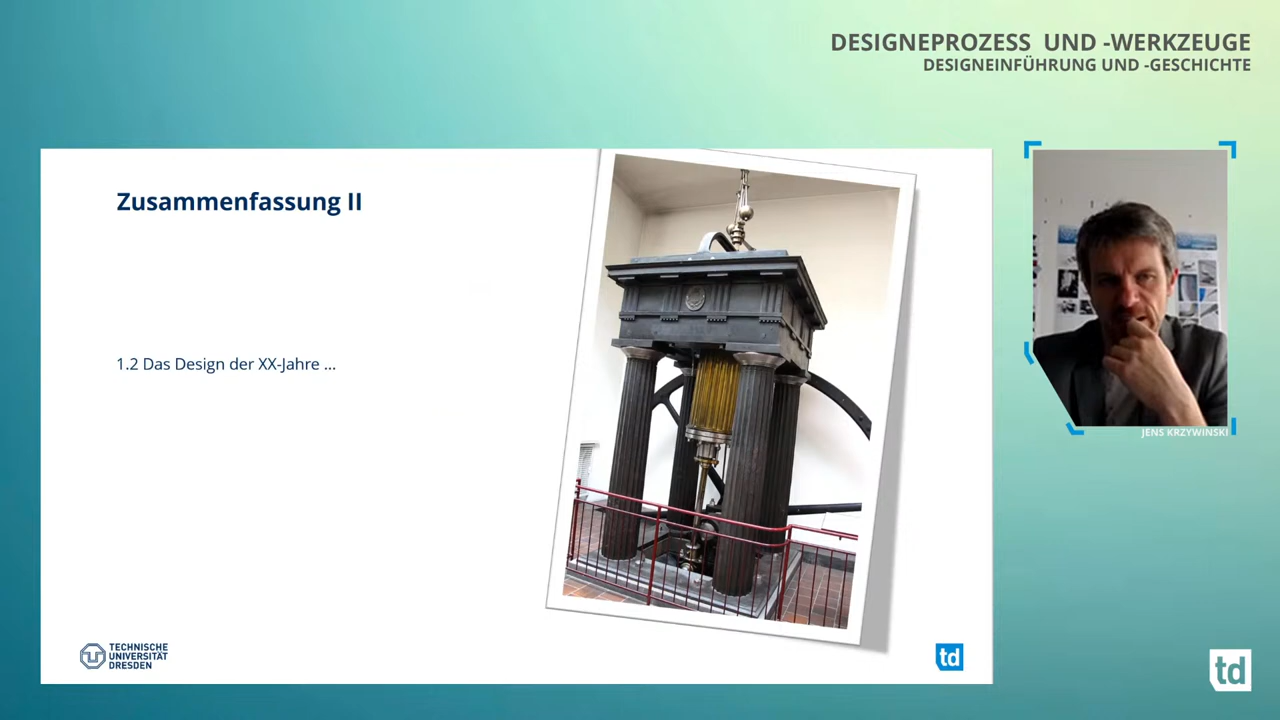 DESIGNEPROZESS UND -WERKZEUGE
DESIGNEINFÜHRUNG UND -GESCHICHTE
Zusammenfassung II
1.2 Das Design der XX-Jahre ...
JENS KRZYWINSKI
TECHNISCHE
UNIVERSITÄT
DRESDEN
td
td